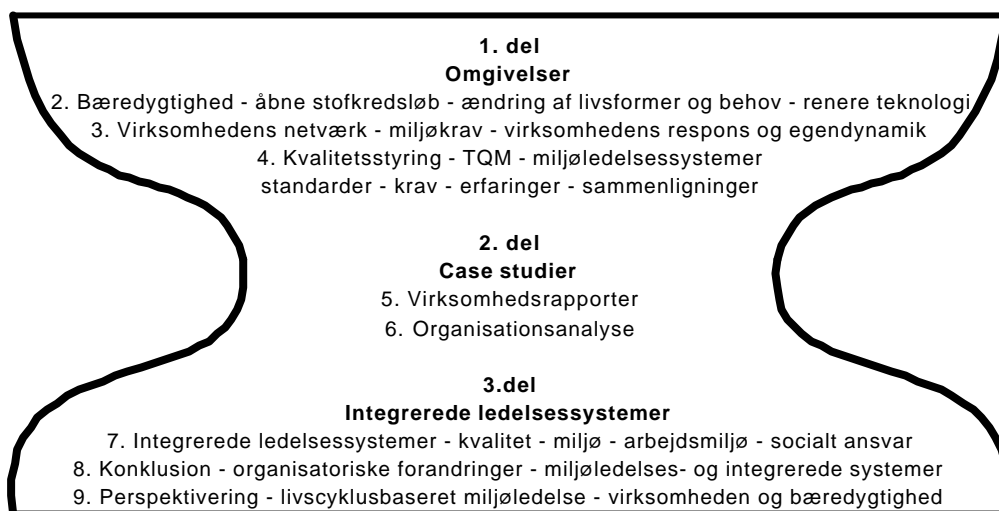 1. del
Omgivelser
2. Bæredygtighed - åbne stofkredsløb - ændring af livsformer og behov - renere teknologi
3. Virksomhedens netværk - miljøkrav - virksomhedens respons og egendynamik
4. Kvalitetsstyring - TQM - miljøledelsessystemer
standarder - krav - erfaringer - sammenligninger
2. del
Case studier
5. Virksomhedsrapporter
6. Organisationsanalyse
3.del
Integrerede ledelsessystemer
7. Integrerede ledelsessystemer - kvalitet - miljø - arbejdsmiljø - socialt ansvar
8. Konklusion - organisatoriske forandringer - miljøledelses- og integrerede systemer
9. Perspektivering - livscyklusbaseret miljøledelse - virksomheden og bæredygtighed